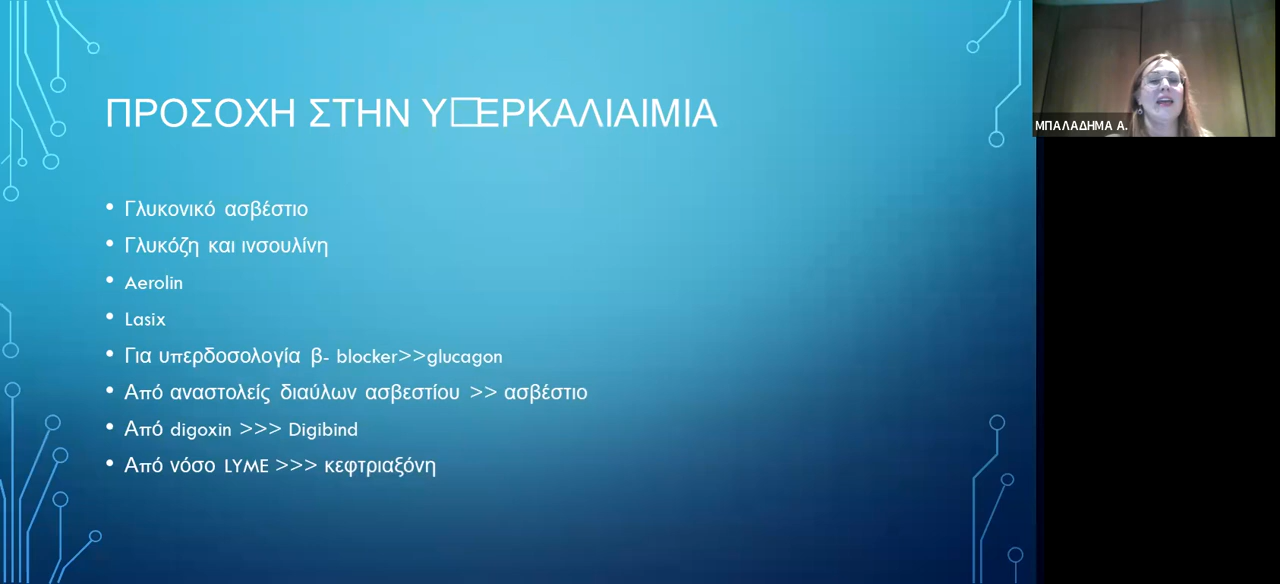 ΠΡΟΣΟΧΗ ΣΤΗΝ Υ□ΕΡΚΑΛΙΑΙΜΙΑ
ΜΠΑΛΑΔΗΜΑ Α.
• Γλυκονικό ασβέστιο
• Γλυκόζη και ινσουλίνη
• Aerolin
• Lasix
• Για υπερδοσολογία β- blocker>>glucagon
• Από αναστολείς διαύλων ασβεστίου >> ασβέστιο
• Από digoxin >>> Digibind
• Από νόσο LYME >>> κεφτριαξόνη